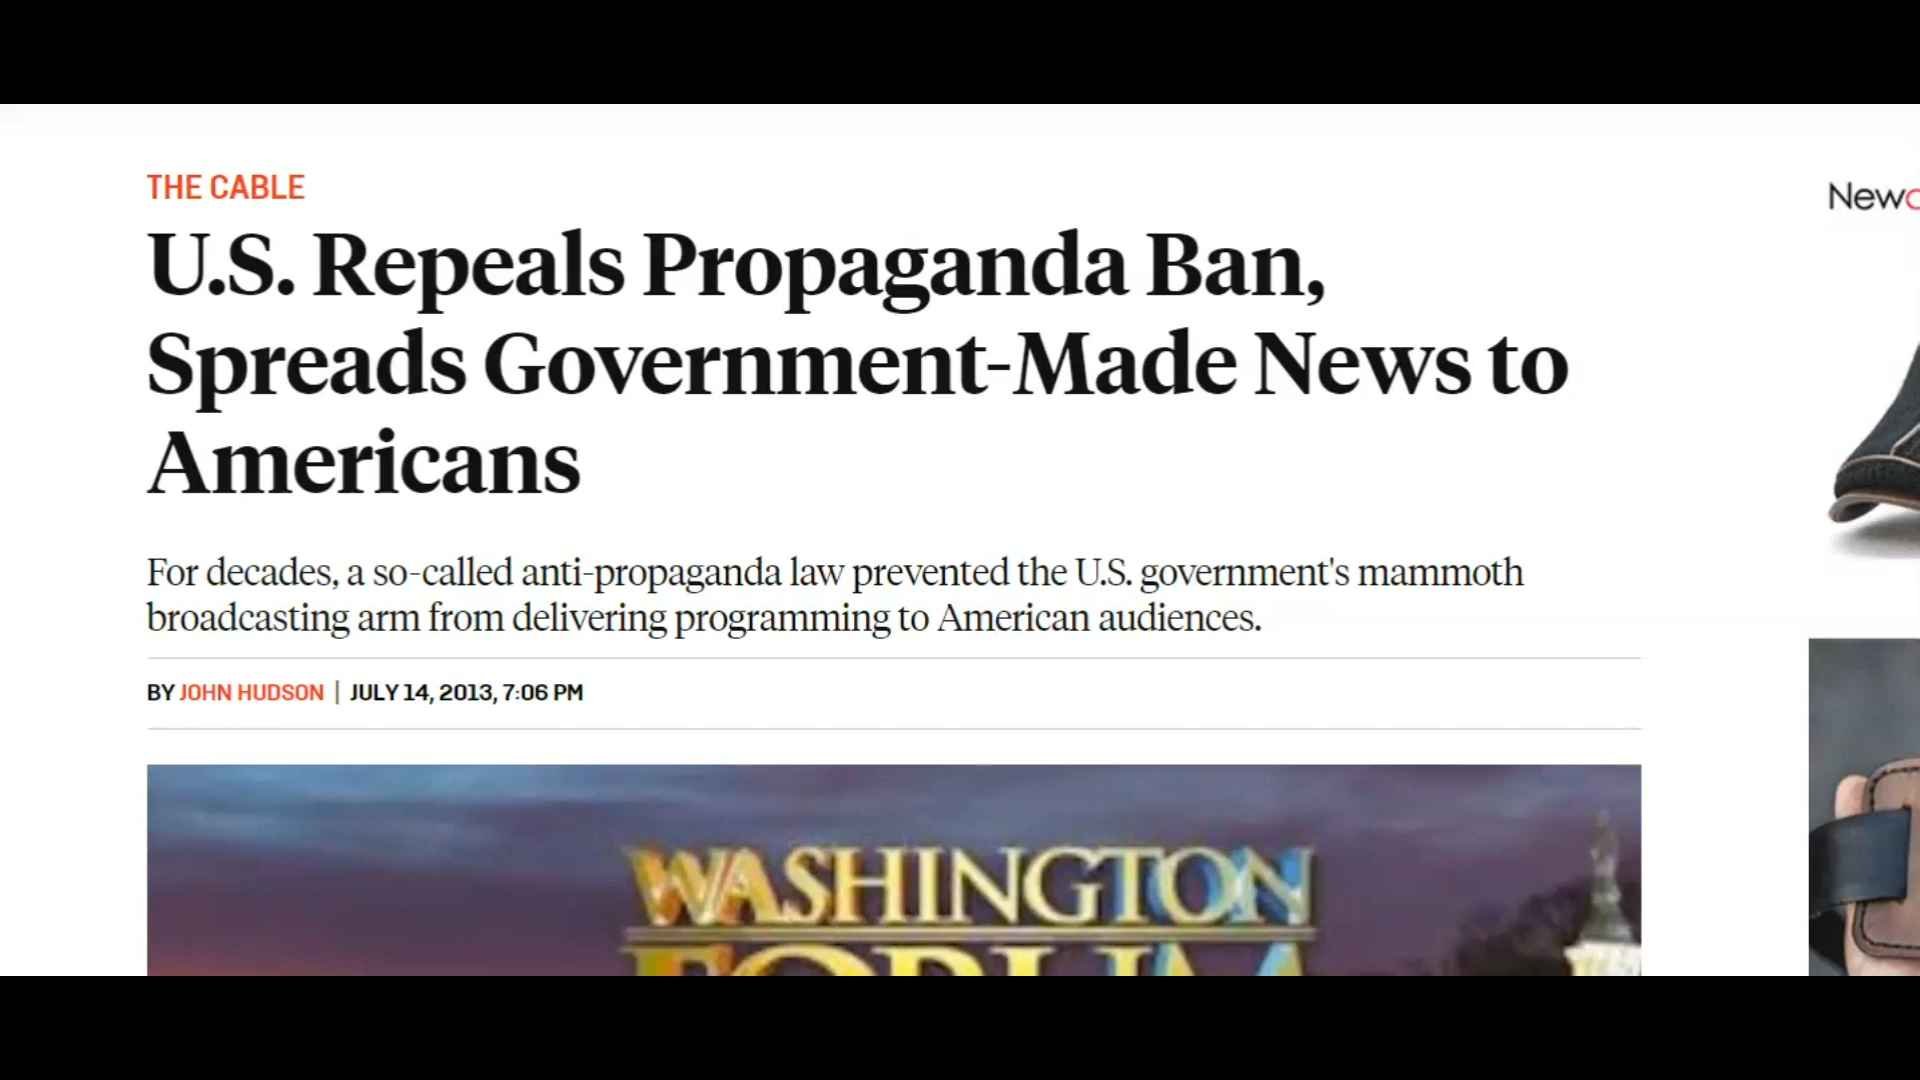 THE CABLE
U.S. Repeals Propaganda Ban,
Spreads Government-Made News to
Americans
For decades, a so-called anti-propaganda law prevented the U.S. government's mammoth
broadcasting arm from delivering programming to American audiences.
BY JOHN HUDSON | JULY 14, 2013, 7:06 PM
WASHINGTON
FORUM